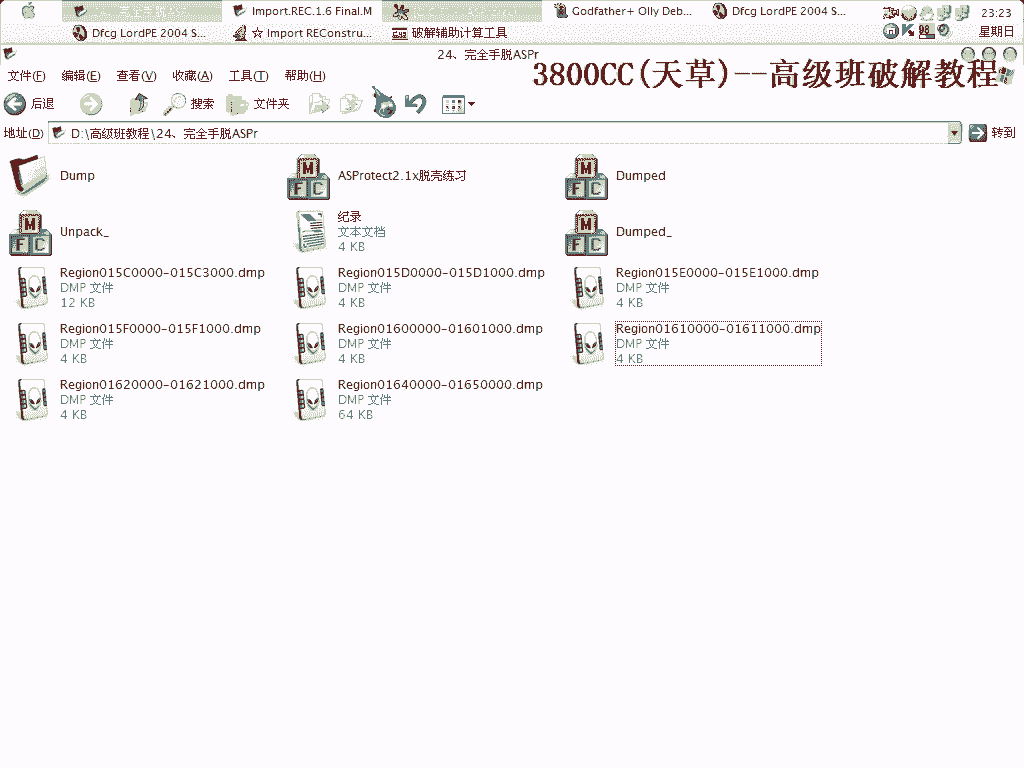 完全手脱AS...
Import.REC.1.6 Final.M
Godfather+ Olly Deb...
Dfcg LordPE 2004 S...
23:23
Dfcg LordPE 2004 S...
☆ Import REConstru...
破解辅助计算工具
星期日
24、完全手脱ASPr
文件(F) 编辑(E) 查看(V) 收藏(A) 工具(T) 帮助(H)
3800CC(天草)--高级班破解教程
后退 搜索 文件夹
地址(D) D:\高级班教程\24、完全手脱ASPr 转到
Dump
ASProtect2.1x脱壳练习
Dumped
Unpack_
纪录
文本文档
4 KB
Dumped_
Region015C0000-015C3000.dmp
DMP 文件
12 KB
Region015D0000-015D1000.dmp
DMP 文件
4 KB
Region015E0000-015E1000.dmp
DMP 文件
4 KB
Region015F0000-015F1000.dmp
DMP 文件
4 KB
Region01600000-01601000.dmp
DMP 文件
4 KB
Region01610000-01611000.dmp
DMP 文件
4 KB
Region01620000-01621000.dmp
DMP 文件
4 KB
Region01640000-01650000.dmp
DMP 文件
64 KB